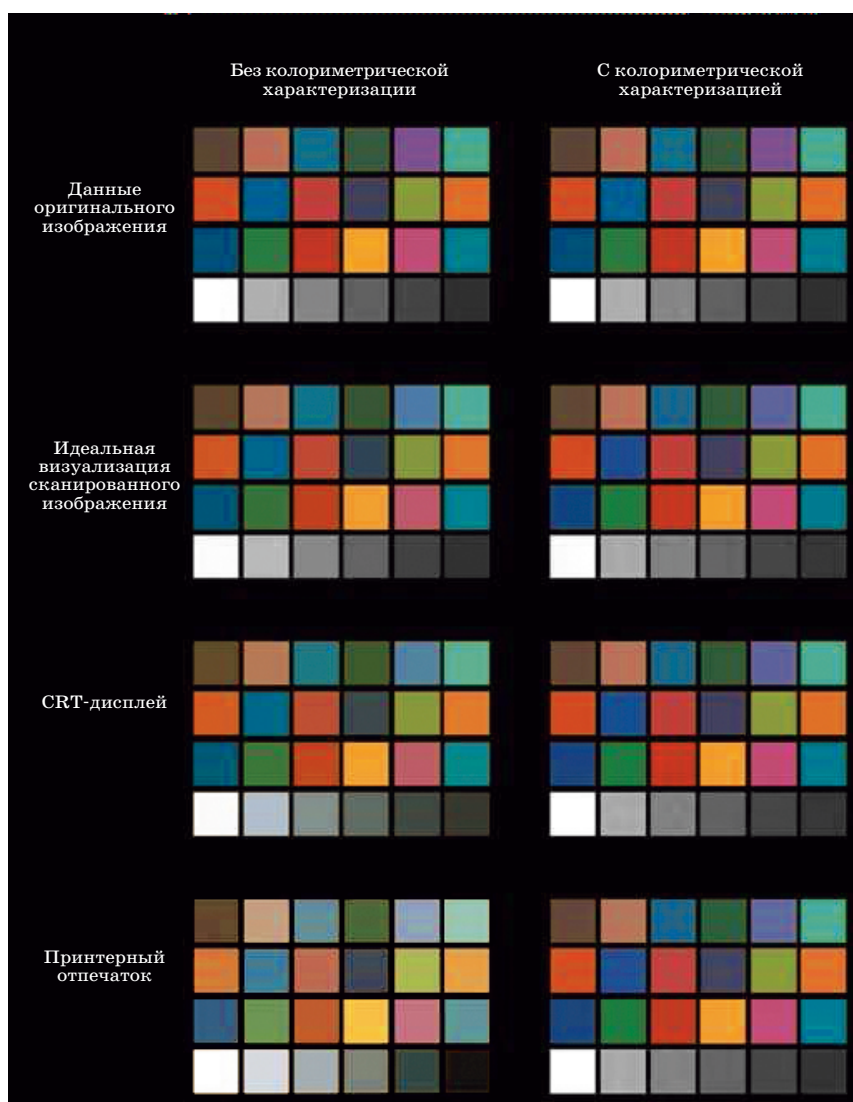 Без колориметрической
характеризации
С колориметрической
характеризацией
Данные
оригинального
изображения
Идеальная
визуализация
сканированного
изображения
CRT-дисплей
Принтерный
отпечаток